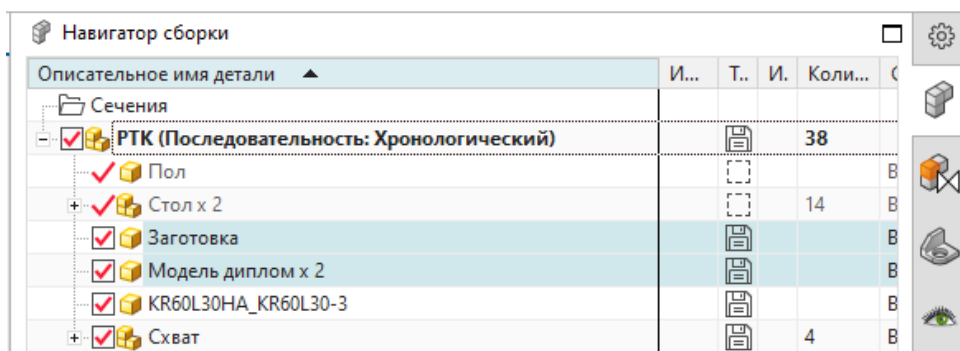 Навигатор сборки
Описательное имя детали И... Т.. И. Коли...
Сечения
РТК (Последовательность: Хронологический) 38
Пол В
Стол x 2 14 В
Заготовка В
Модель диплом x 2 В
KR60L30HA_KR60L30-3 В
Схват 4 В